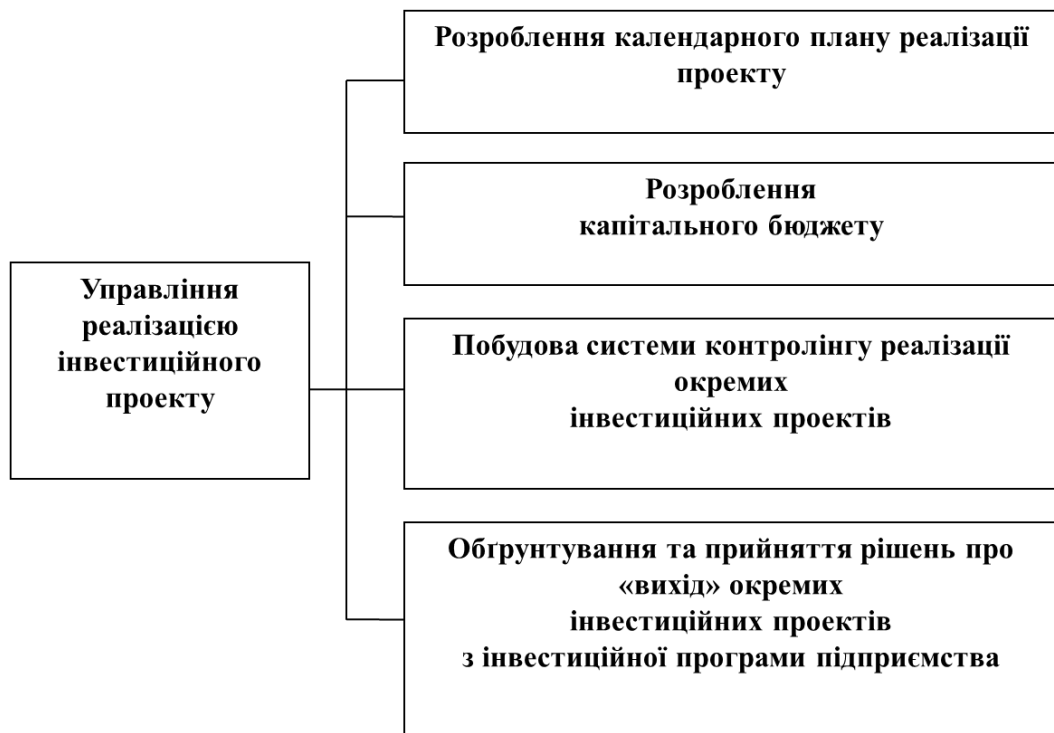 Розроблення календарного плану реалізації
проекту
Розроблення
капітального бюджету
Управління
реалізацією
інвестиційного
проекту
Побудова системи контролінгу реалізації
окремих
інвестиційних проектів
Обґрунтування та прийняття рішень про
«вихід» окремих
інвестиційних проектів
з інвестиційної програми підприємства